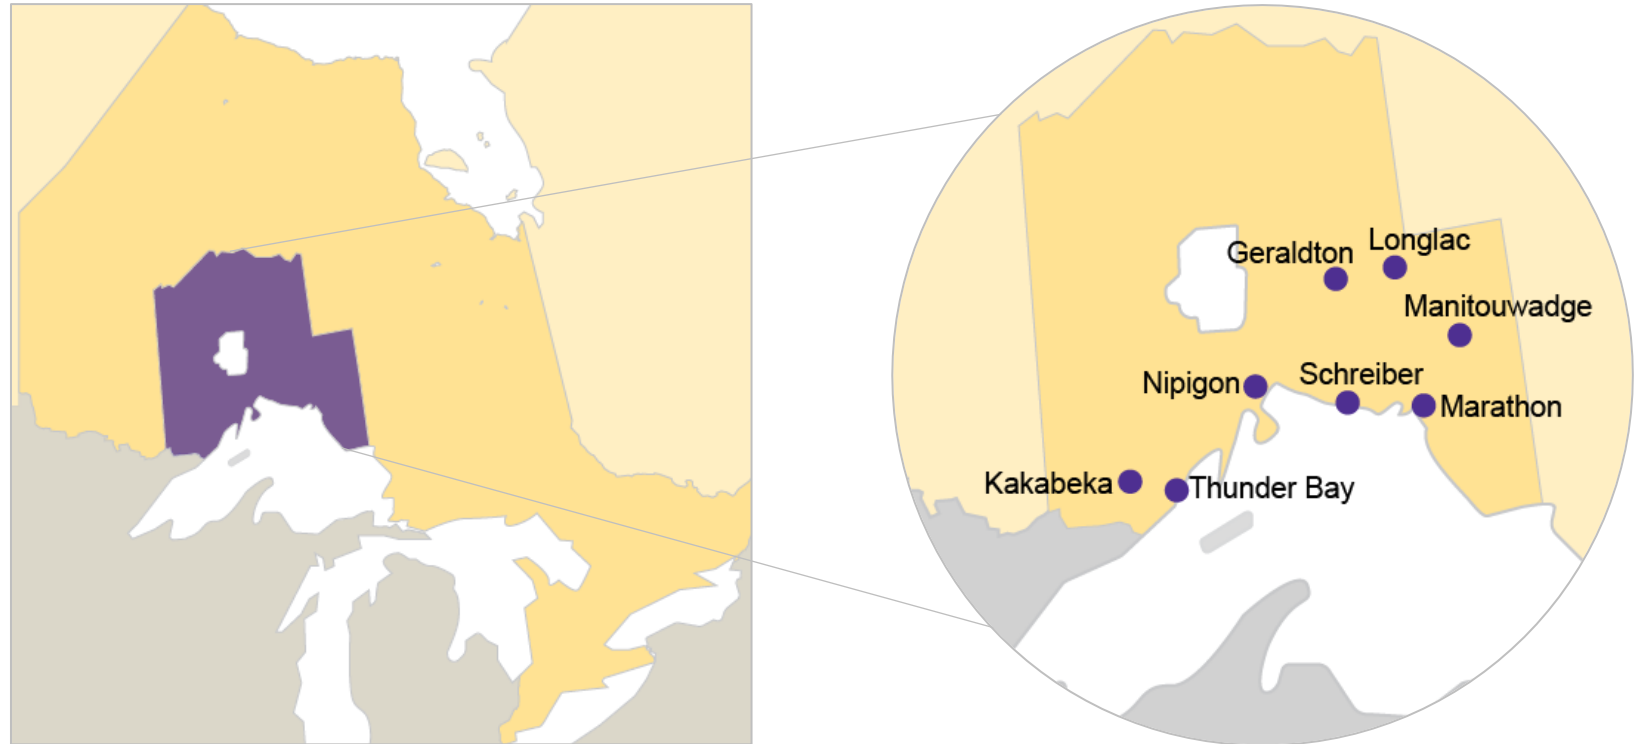 Longlac
Geraldton
Manitouwadge
Schreiber
Nipigon
Marathon
Kakabeka
Thunder Bay